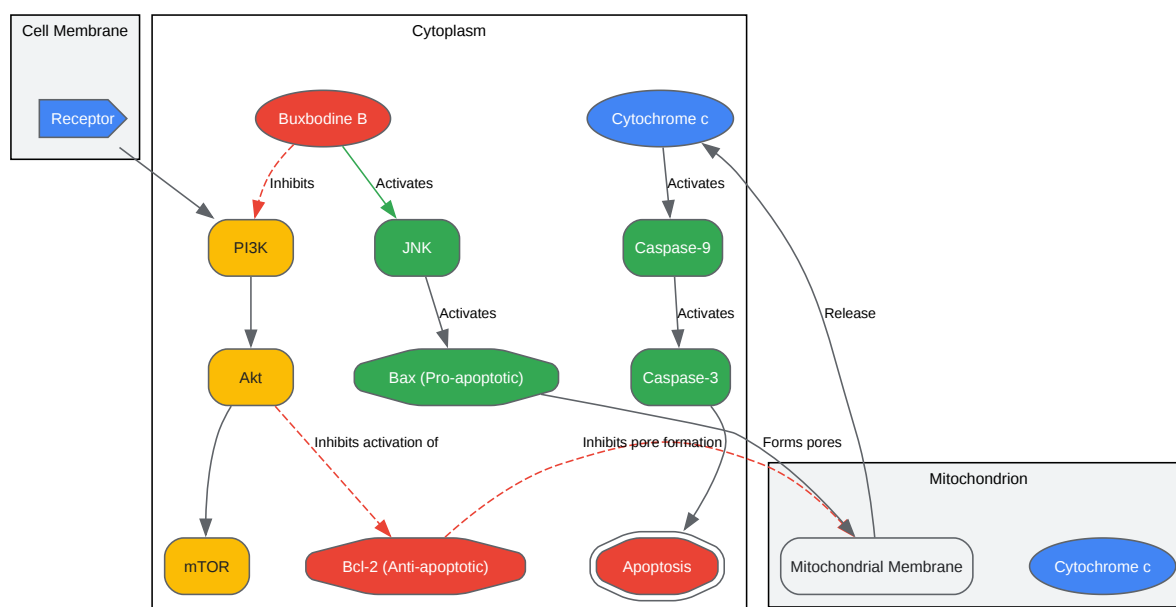 Cell Membrane
Cytoplasm
Receptor
Buxbodine B
Cytochrome c
Inhibits
Activates
Activates
PI3K
JNK
Caspase-9
Activates
Activates
Release
Akt
Bax (Pro-apoptotic)
Caspase-3
Inhibits activation of
Inhibits pore formation
Forms pores
Mitochondrion
mTOR
Bcl-2 (Anti-apoptotic)
Apoptosis
Mitochondrial Membrane
Cytochrome c